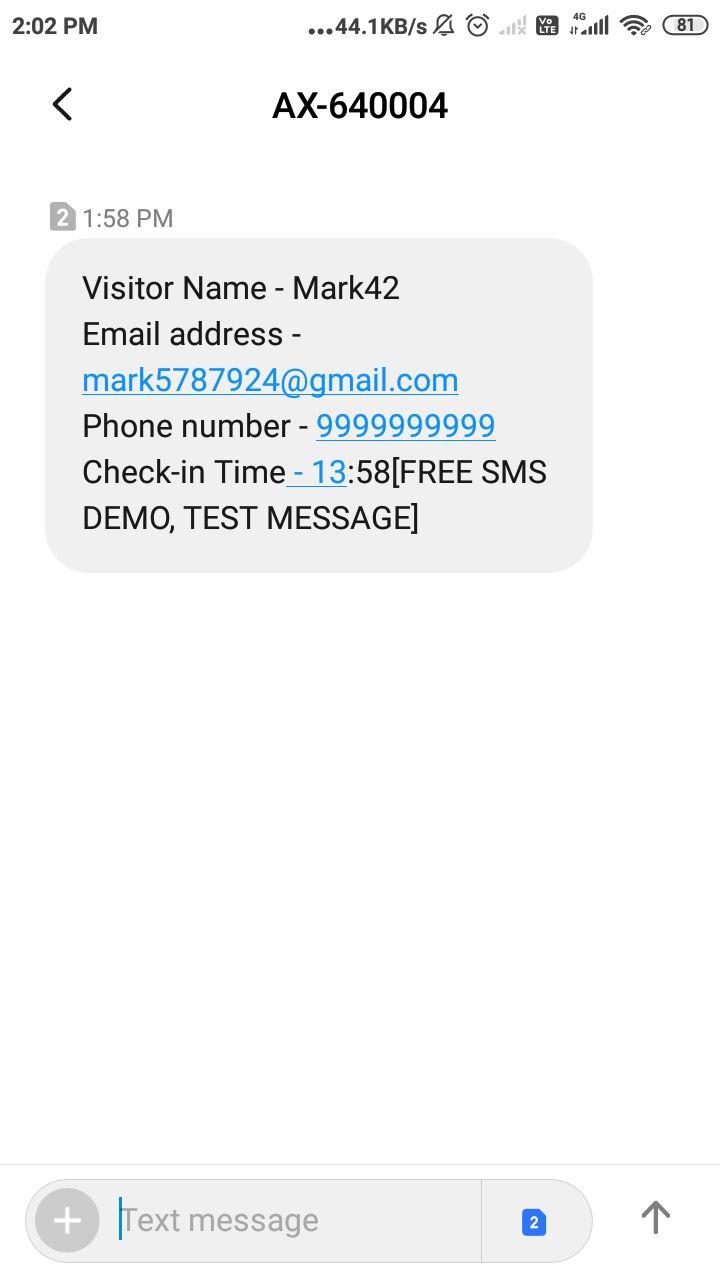 2:02 PM ...44.1KB/s Vo LTE 4G 81
AX-640004
2 1:58 PM
Visitor Name - Mark42
Email address -
mark5787924@gmail.com
Phone number - 9999999999
Check-in Time - 13:58[FREE SMS
DEMO, TEST MESSAGE]
Text message 2